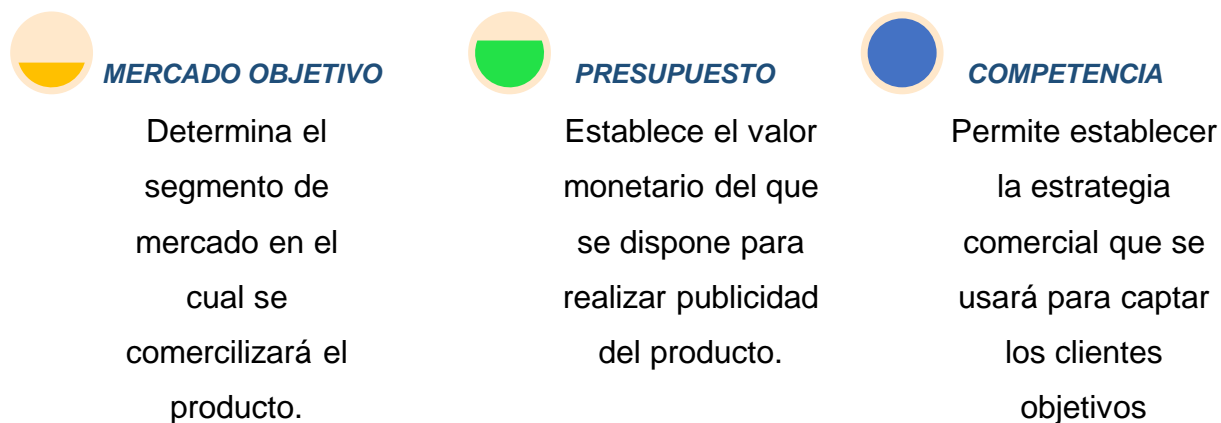 MERCADO OBJETIVO
Determina el
segmento de
mercado en el
cual se
comercilizará el
producto.
PRESUPUESTO
Establece el valor
monetario del que
se dispone para
realizar publicidad
del producto.
COMPETENCIA
Permite establecer
la estrategia
comercial que se
usará para captar
los clientes
objetivos